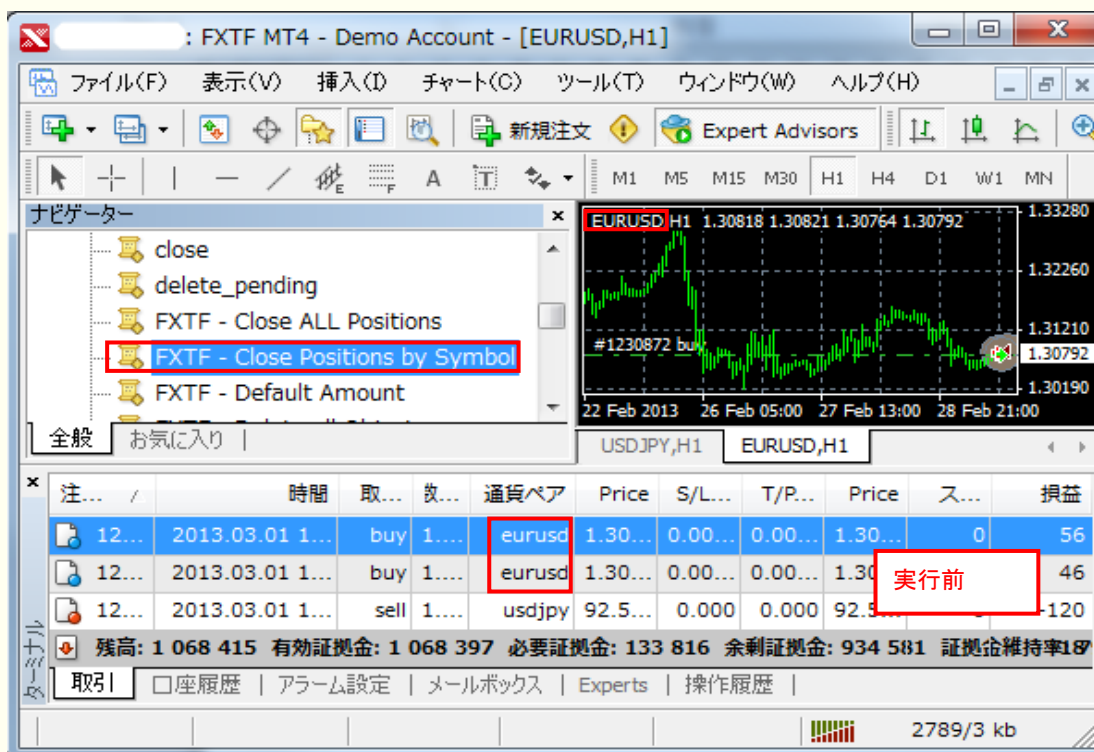 : FXTF MT4 - Demo Account - [EURUSD,H1]
ファイル(F) 表示(V) 挿入(I) チャート(C) ツール(T) ウィンドウ(W) ヘルプ(H)
新規注文 Expert Advisors
E F A T M1 M5 M15 M30 H1 H4 D1 W1 MN
ナビゲーター
close
delete_pending
FXTF - Close ALL Positions
FXTF - Close Positions by Symbol
FXTF - Default Amount
全般 お気に入り
EURUSD,H1 1.30818 1.30821 1.30764 1.30792
1.33280
1.32260
1.31210
#1230872 buy
1.30792
1.30190
22 Feb 2013 26 Feb 05:00 27 Feb 13:00 28 Feb 21:00
USDJPY,H1 EURUSD,H1
注... / 時間 取... 数... 通貨ペア Price S/L... T/P... Price ス... 損益
12... 2013.03.01 1... buy 1.... eurusd 1.30... 0.00... 0.00... 1.30... 0 56
12... 2013.03.01 1... buy 1.... eurusd 1.30... 0.00... 0.00... 1.30 46
実行前
12... 2013.03.01 1... sell 1.... usdjpy 92.5... 0.000 0.000 92.5... -120
残高: 1 068 415 有効証拠金: 1 068 397 必要証拠金: 133 816 余剰証拠金: 934 581 証拠金維持率
ターミナル
取引 口座履歴 | アラーム設定 | メールボックス | Experts | 操作履歴 |
2789/3 kb